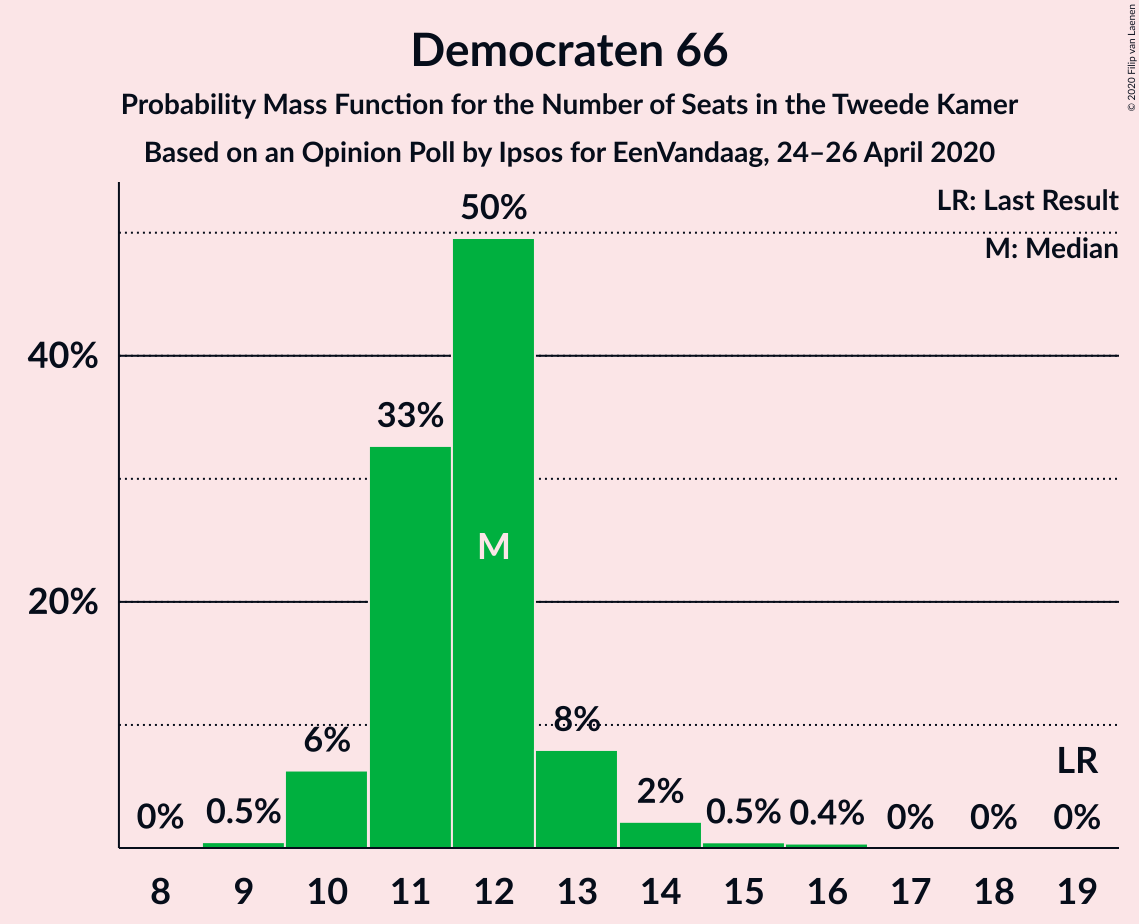 Democraten 66
Probability Mass Function for the Number of Seats in the Tweede Kamer
Based on an Opinion Poll by Ipsos for EenVandaag, 24–26 April 2020
© 2020 Filip van Laenen
LR: Last Result
M: Median
40%
20%
0%
0.5%
6%
33%
50%
M
8%
2%
0.5%
0.4%
0%
0%
LR
0%
8 9 10 11 12 13 14 15 16 17 18 19